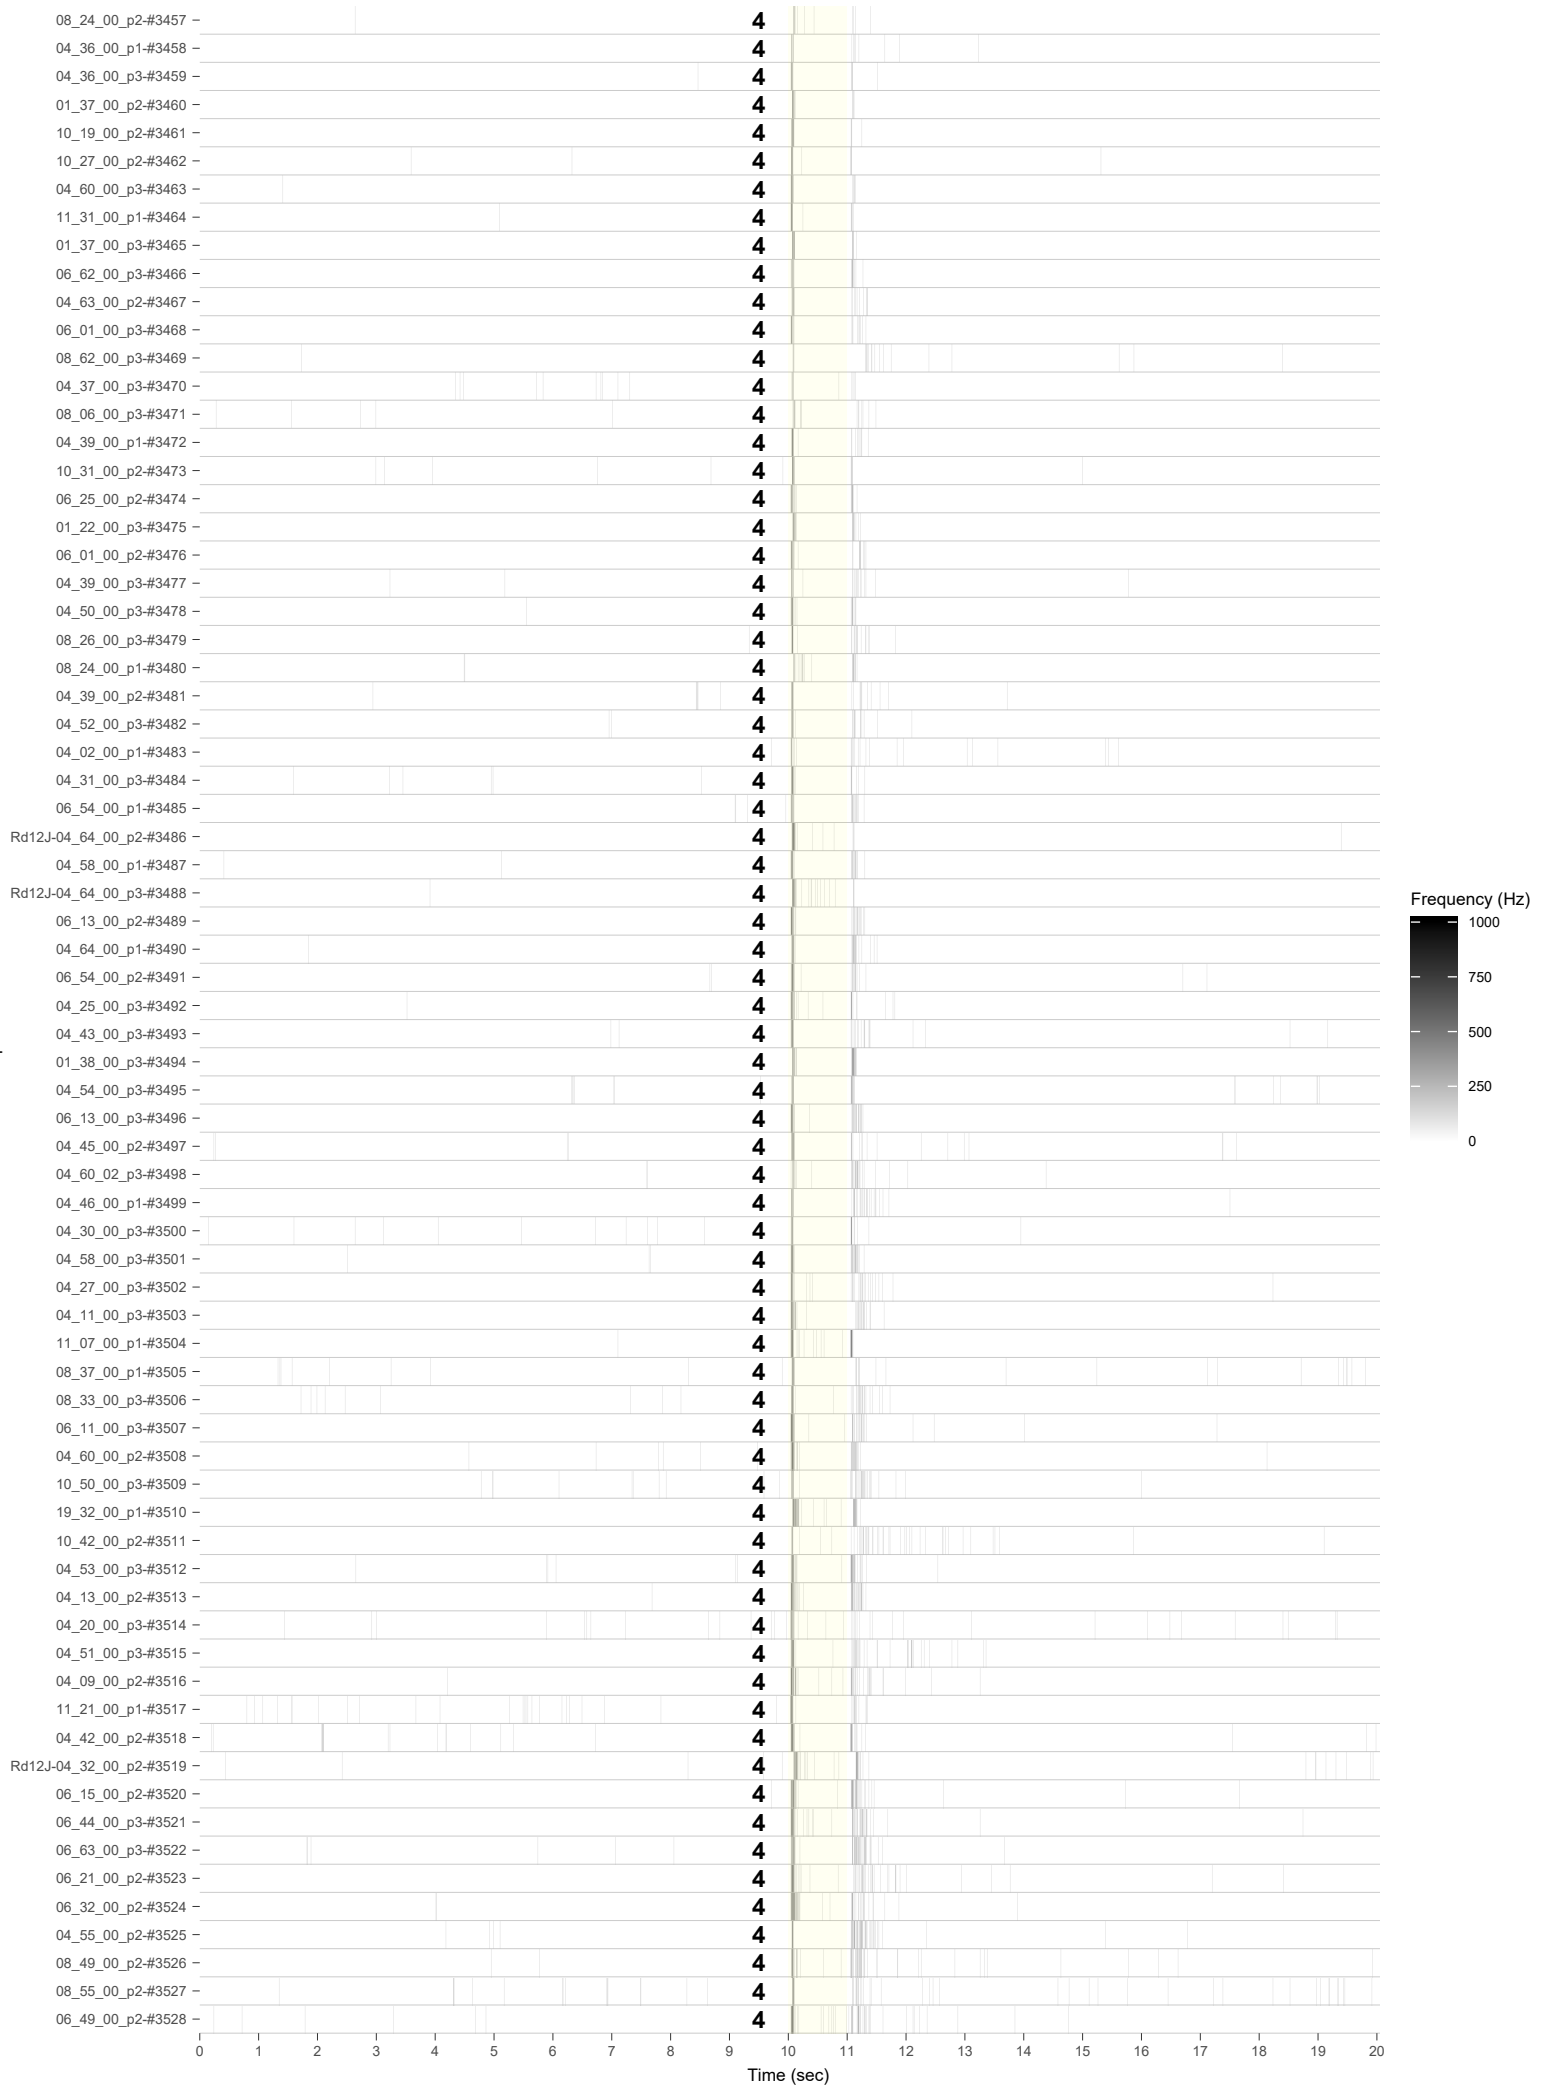 08_24_00_p2-#3457 4
04_36_00_p1-#3458 4
04_36_00_p3-#3459 4
01_37_00_p2-#3460 4
10_19_00_p2-#3461 4
10_27_00_p2-#3462 4
04_60_00_p3-#3463 4
11_31_00_p1-#3464 4
01_37_00_p3-#3465 4
06_62_00_p3-#3466 4
04_63_00_p2-#3467 4
06_01_00_p3-#3468 4
08_62_00_p3-#3469 4
04_37_00_p3-#3470 4
08_06_00_p3-#3471 4
04_39_00_p1-#3472 4
10_31_00_p2-#3473 4
06_25_00_p2-#3474 4
01_22_00_p3-#3475 4
06_01_00_p2-#3476 4
04_39_00_p3-#3477 4
04_50_00_p3-#3478 4
08_26_00_p3-#3479 4
08_24_00_p1-#3480 4
04_39_00_p2-#3481 4
04_52_00_p3-#3482 4
04_02_00_p1-#3483 4
04_31_00_p3-#3484 4
06_54_00_p1-#3485 4
Rd12J-04_64_00_p2-#3486 4
04_58_00_p1-#3487 4
Rd12J-04_64_00_p3-#3488 4
06_13_00_p2-#3489 4
04_64_00_p1-#3490 4
06_54_00_p2-#3491 4
04_25_00_p3-#3492 4
04_43_00_p3-#3493 4
01_38_00_p3-#3494 4
04_54_00_p3-#3495 4
06_13_00_p3-#3496 4
04_45_00_p2-#3497 4
04_60_02_p3-#3498 4
04_46_00_p1-#3499 4
04_30_00_p3-#3500 4
04_58_00_p3-#3501 4
04_27_00_p3-#3502 4
04_11_00_p3-#3503 4
11_07_00_p1-#3504 4
08_37_00_p1-#3505 4
08_33_00_p3-#3506 4
06_11_00_p3-#3507 4
04_60_00_p2-#3508 4
10_50_00_p3-#3509 4
19_32_00_p1-#3510 4
10_42_00_p2-#3511 4
04_53_00_p3-#3512 4
04_13_00_p2-#3513 4
04_20_00_p3-#3514 4
04_51_00_p3-#3515 4
04_09_00_p2-#3516 4
11_21_00_p1-#3517 4
04_42_00_p2-#3518 4
Rd12J-04_32_00_p2-#3519 4
06_15_00_p2-#3520 4
06_44_00_p3-#3521 4
06_63_00_p3-#3522 4
06_21_00_p2-#3523 4
06_32_00_p2-#3524 4
04_55_00_p2-#3525 4
08_49_00_p2-#3526 4
08_55_00_p2-#3527 4
06_49_00_p2-#3528 4
0 1 2 3 4 5 6 7 8 9 10 11 12 13 14 15 16 17 18 19 20
Time (sec)
Frequency (Hz)
1000
750
500
250
0